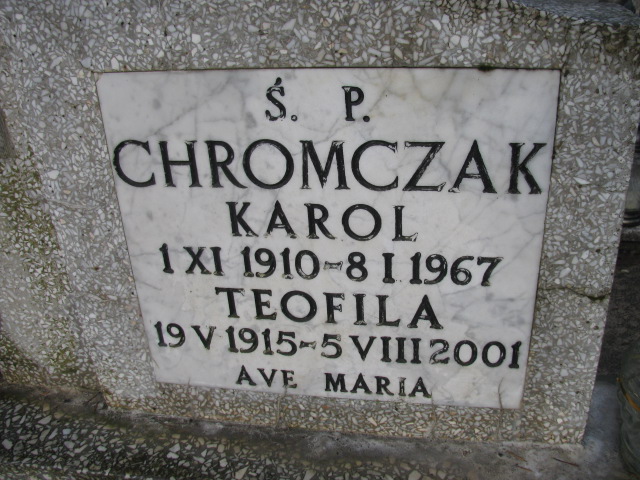 Ś. P.
CHROMCZAK
KAROL
1 XI 1910-8 I 1967
TEOFILA
19 V 1915-5 VIII 2001
AVE MARIA